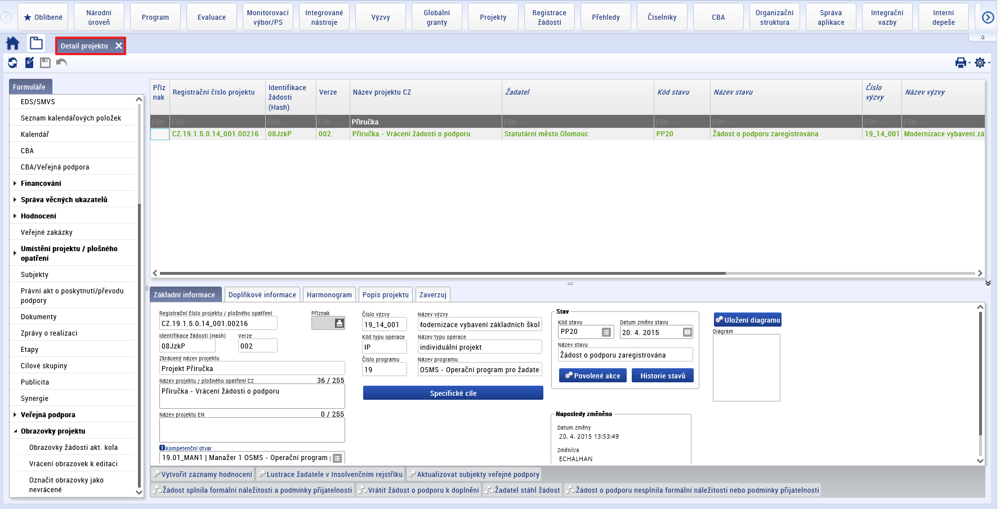 Oblíbené
Národní
úroveň
Program
Evaluace
Monitorovací
výbor/PS
Integrované
nástroje
Výzvy
Globální
granty
Projekty
Registrace
žádostí
Přehledy
Číselníky
CBA
Organizační
struktura
Správa
aplikace
Integrační
vazby
Interní
depeše
Detail projektu
Formuláře
EDS/SMVS
Seznam kalendářových položek
Kalendář
CBA
CBA/Veřejná podpora
Financování
Správa věcných ukazatelů
Hodnocení
Veřejné zakázky
Umístění projektu / plošného
opatření
Subjekty
Právní akt o poskytnutí/převodu
podpory
Dokumenty
Zprávy o realizaci
Etapy
Cílové skupiny
Publicita
Synergie
Veřejná podpora
Obrazovky projektu
Obrazovky žádosti akt. kola
Vrácení obrazovek k editaci
Označit obrazovky jako
nevrácené
Příz
nak
Registrační číslo projektu
Identifikace
žádosti
(Hash)
Verze
Název projektu CZ
Žadatel
Kód stavu
Název stavu
Číslo
výzvy
Název výzvy
Filtr Filtr --- Filtr --- Filtr --- Příručka Filtr --- Filtr --- Filtr --- Filtr --- Filtr ---
CZ.19.1.5.0.14_001.00216 08JzkP 002 Příručka - Vrácení žádosti o podporu Statutární město Olomouc PP20 Žádost o podporu zaregistrována 19_14_001 Modernizace vybavení zá
Základní informace Doplňkové informace Harmonogram Popis projektu Zaverzuj
Registrační číslo projektu / plošného opatření
CZ.19.1.5.0.14_001.00216
Příznak
Identifikace žádosti (Hash)
08JzkP
Verze
002
Zkrácený název projektu
Projekt Příručka
Název projektu / plošného opatření CZ 36 / 255
Příručka - Vrácení žádosti o podporu
Název projektu EN 0 / 255
Kompetenční útvar
19.01_MAN1 | Manažer 1 OSMS - Operační program |
Číslo výzvy
19_14_001
Název výzvy
Modernizace vybavení základních škol
Kód typu operace
IP
Název typu operace
individuální projekt
Číslo programu
19
Název programu
OSMS - Operační program pro žadate
Specifické cíle
Stav
Kód stavu
PP20
Datum změny stavu
20. 4. 2015
Název stavu
Žádost o podporu zaregistrována
Povolené akce
Historie stavů
Naposledy změněno
Datum změny
20. 4. 2015 13:53:49
Změnil/a
ECHALHAN
Uložení diagramu
Diagram
Vytvořit záznamy hodnocení Lustrace žadatele v Insolvenčním rejstříku Aktualizovat subjekty veřejné podpory
Žádost splnila formální náležitosti a podmínky přijatelnosti Vrátit žádost o podporu k doplnění Žadatel stáhl žádost Žádost o podporu nesplnila formální náležitosti nebo podmínky přijatelnosti